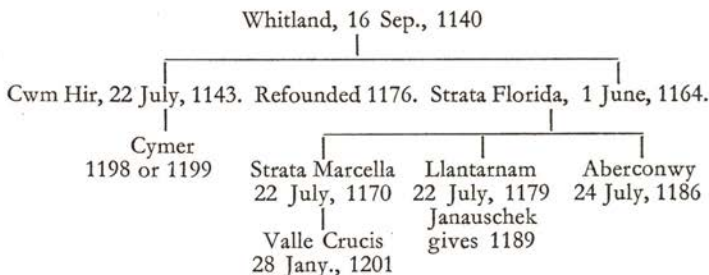 Whitland, 16 Sep., 1140
Cwm Hir, 22 July, 1143. Refounded 1176. Strata Florida, 1 June, 1164.
Cymer
1198 or 1199
Strata Marcella
22 July, 1170
Valle Crucis
28 Jany., 1201
Llantarnam
22 July, 1179
Janauschek
gives 1189
Aberconwy
24 July, 1186